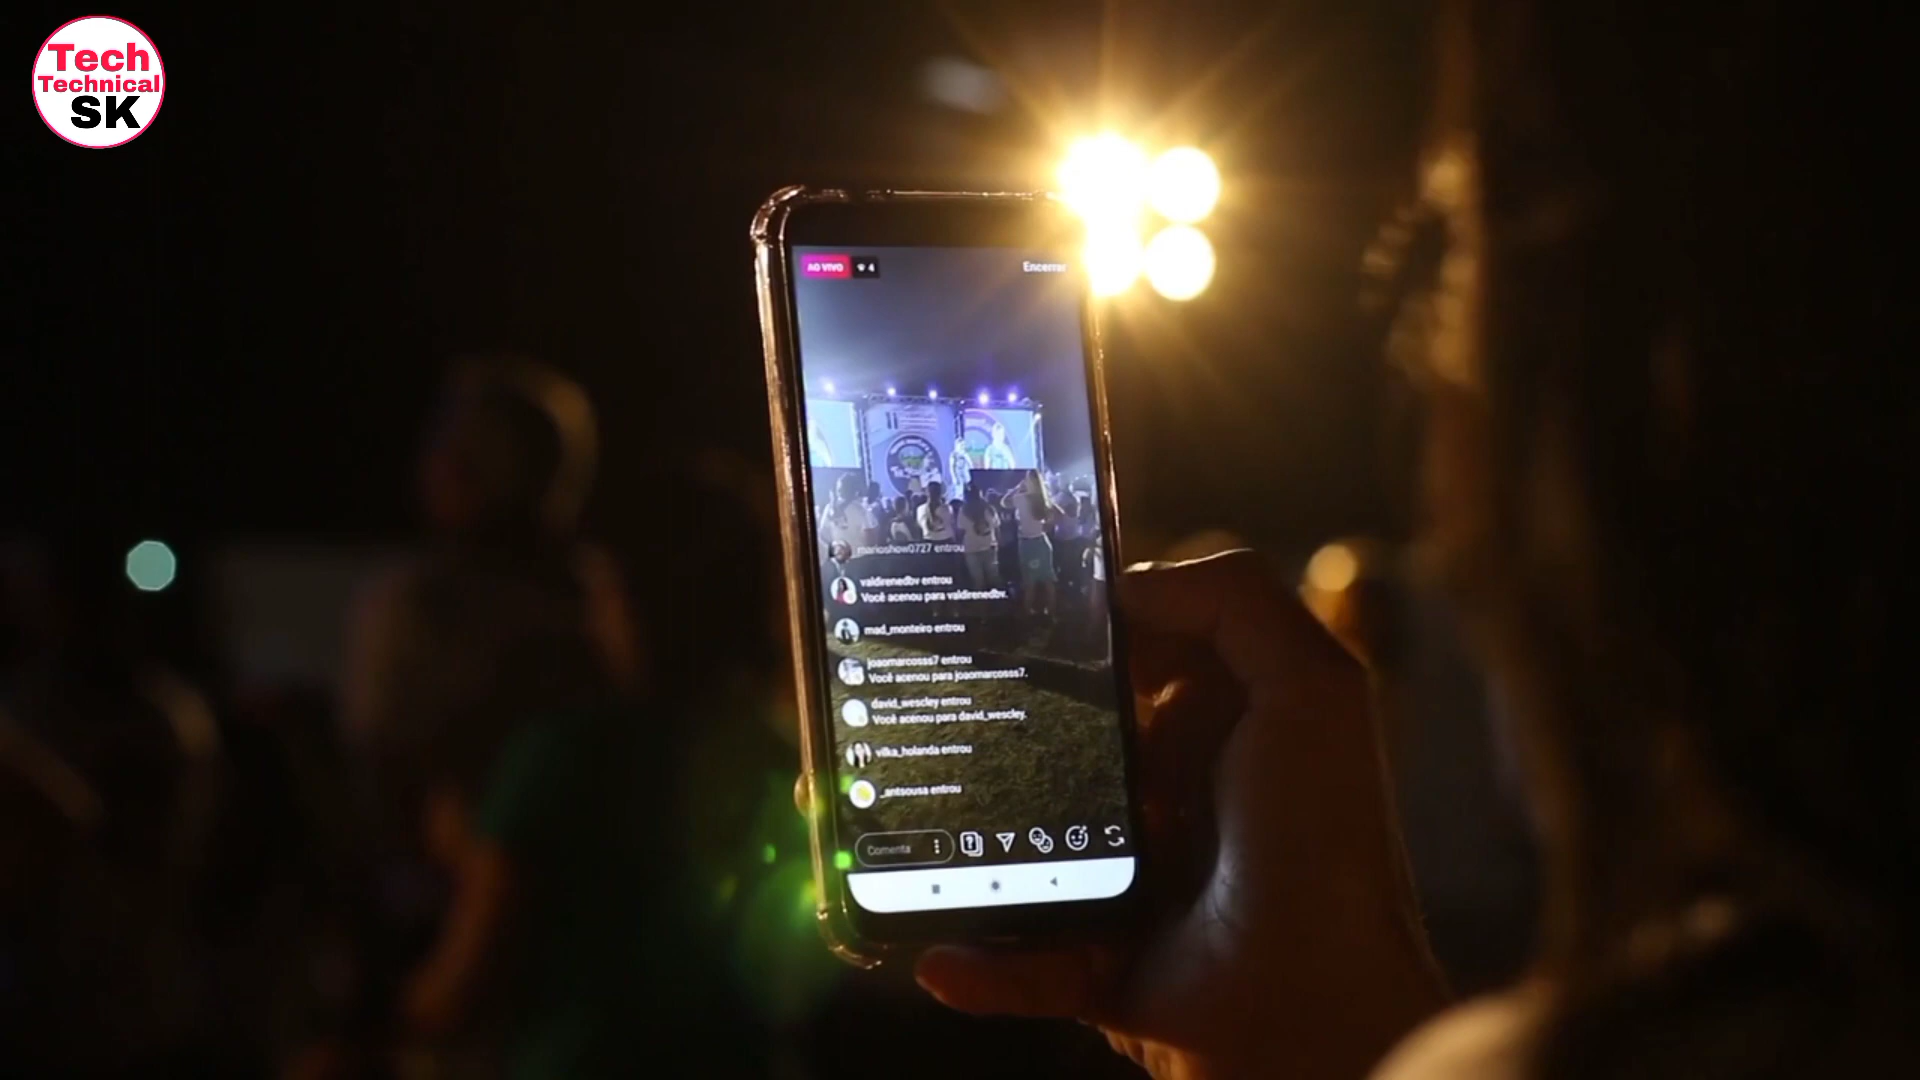 Tech
Technical
SK
AO VIVO
4
Encerrar
marioshow0727 entrou
valdirenedbv entrou
Você acenou para valdirenedbv.
mad_monteiro entrou
joaomarcosss7 entrou
Você acenou para joaomarcosss7.
david_wescley entrou
Você acenou para david_wescley.
vilka_holanda entrou
_antsousa entrou
Comenta